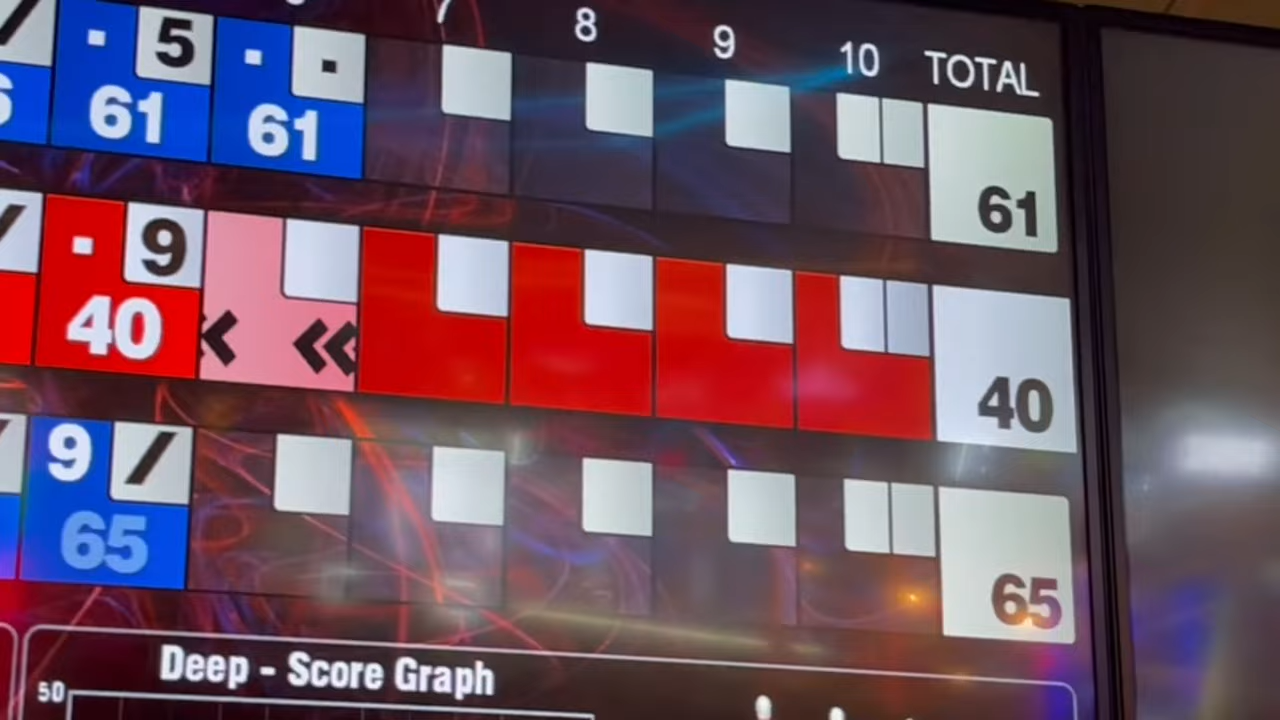 7 8 9 10 TOTAL
/ · 5 · ·
6 61 61 61
/ · 9
40 40
9 /
65 65
Deep - Score Graph
50